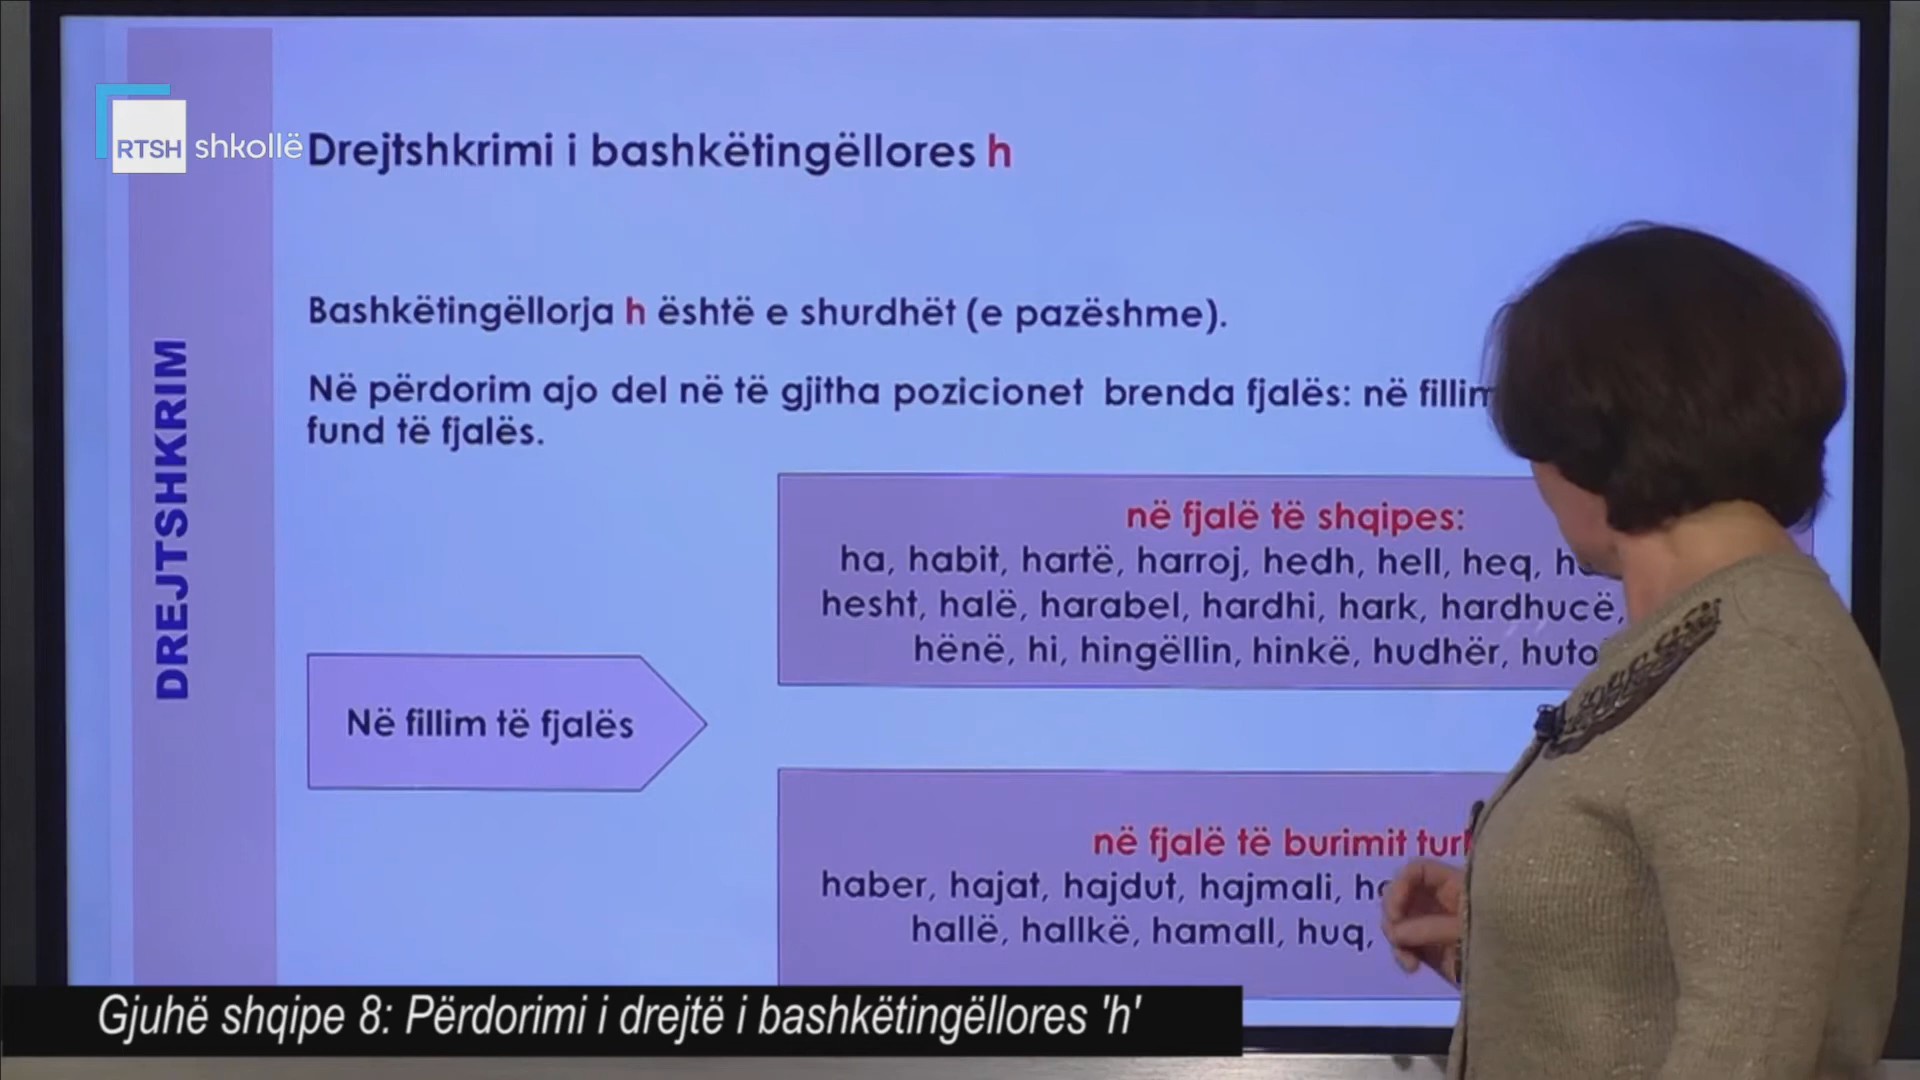 RTSH shkollë
Drejtshkrimi i bashkëtingëllores h
Bashkëtingëllorja h është e shurdhët (e pazëshme).
Në përdorim ajo del në të gjitha pozicionet brenda fjalës: në
fund të fjalës.
DREJTSHKRIM
në fjalë të shqipes:
ha, habit, hartë, harroj, hedh, hell, heq,
hesht, halë, harabel, hardhi, hark, hardhucë,
hënë, hi, hingëllin, hinkë, hudhër,
Në fillim të fjalës
në fjalë të burimit
haber, hajat, hajdut, hajmali,
hallë, hallkë, hamall, huq,
Gjuhë shqipe 8: Përdorimi i drejtë i bashkëtingëllores 'h'